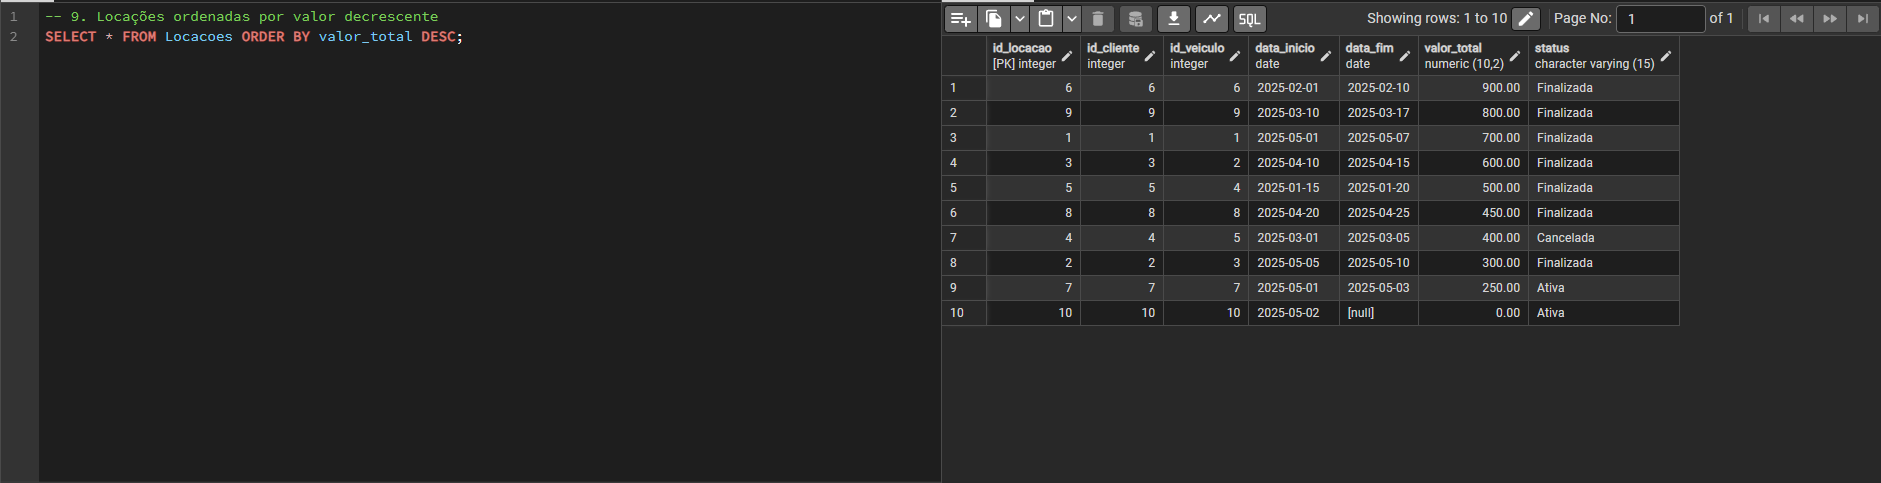 1 -- 9. Locações ordenadas por valor decrescente
2 SELECT * FROM Locacoes ORDER BY valor_total DESC;
SQL Showing rows: 1 to 10 Page No: 1 of 1
id_locacao id_cliente id_veiculo data_inicio data_fim valor_total status
[PK] integer integer integer date date numeric (10,2) character varying (15)
1 6 6 6 2025-02-01 2025-02-10 900.00 Finalizada
2 9 9 9 2025-03-10 2025-03-17 800.00 Finalizada
3 1 1 1 2025-05-01 2025-05-07 700.00 Finalizada
4 3 3 2 2025-04-10 2025-04-15 600.00 Finalizada
5 5 5 4 2025-01-15 2025-01-20 500.00 Finalizada
6 8 8 8 2025-04-20 2025-04-25 450.00 Finalizada
7 4 4 5 2025-03-01 2025-03-05 400.00 Cancelada
8 2 2 3 2025-05-05 2025-05-10 300.00 Finalizada
9 7 7 7 2025-05-01 2025-05-03 250.00 Ativa
10 10 10 10 2025-05-02 [null] 0.00 Ativa